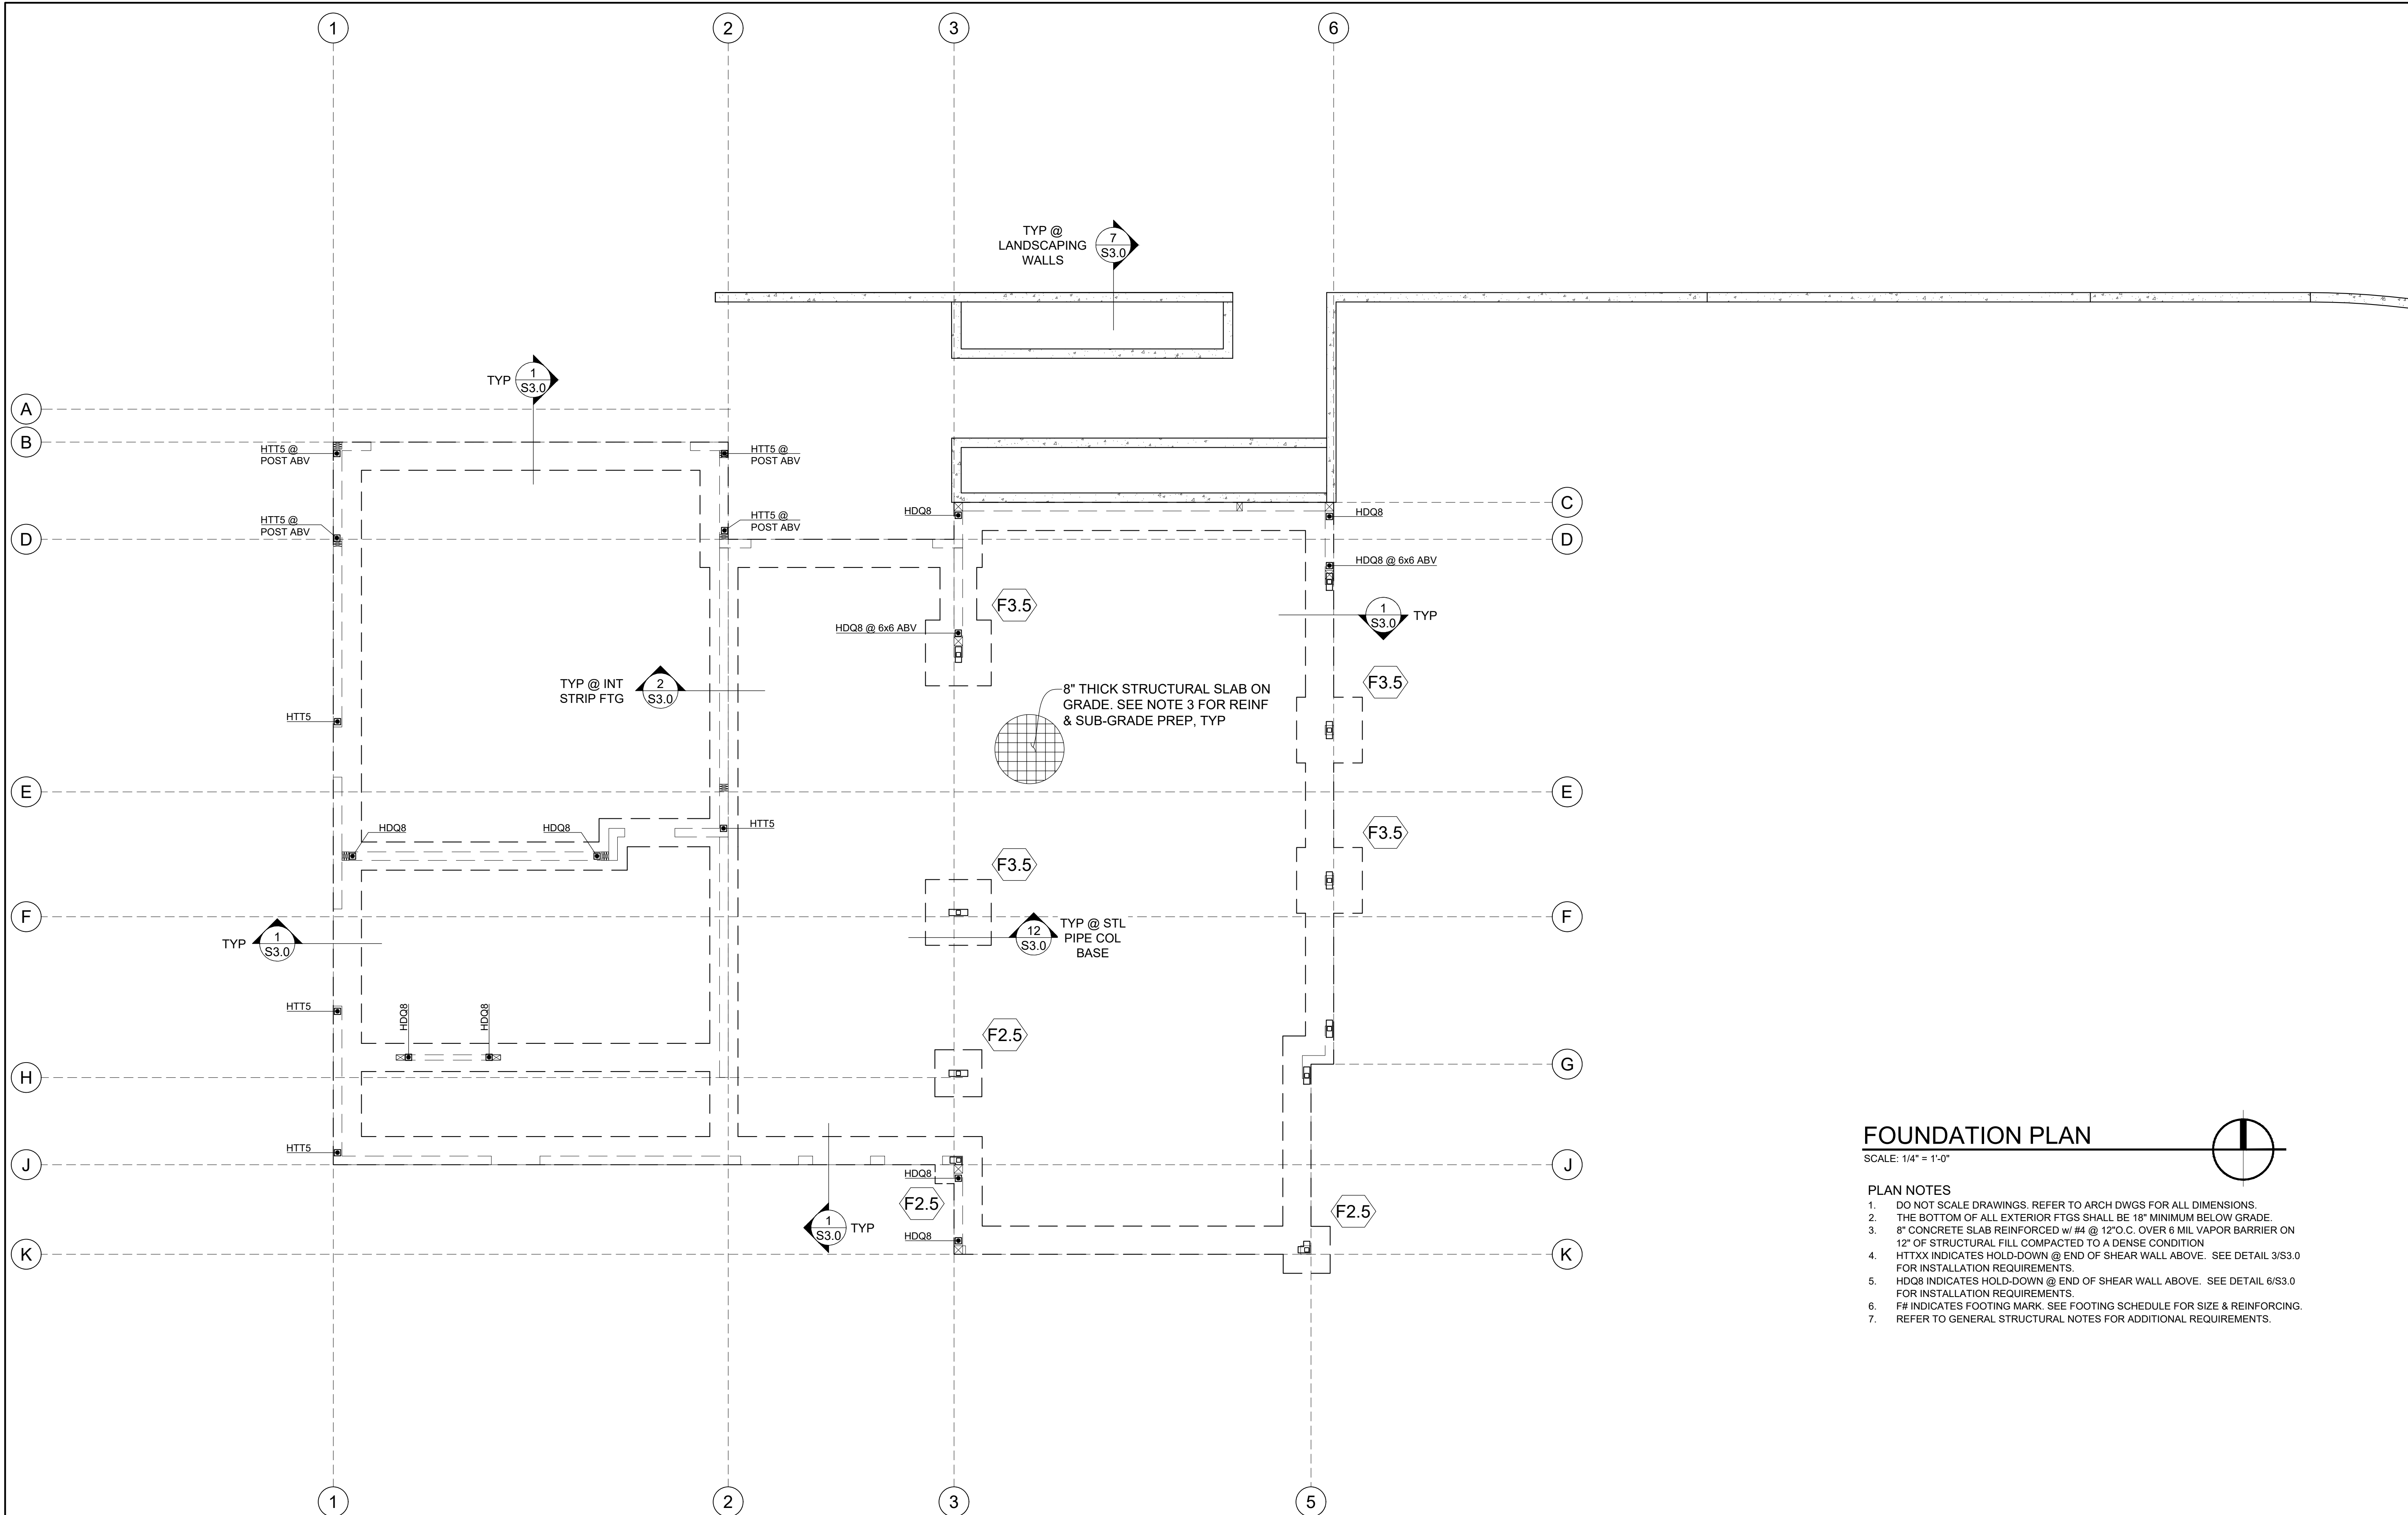 1
2
3
6
TYP @
LANDSCAPING
WALLS
7
S3.0
TYP
1
S3.0
A
B
HTT5 @
POST ABV
HTT5 @
POST ABV
HTT5 @
POST ABV
HTT5 @
POST ABV
HDQ8
HDQ8
C
D
D
HDQ8 @ 6x6 ABV
F3.5
1
S3.0
TYP
HDQ8 @ 6x6 ABV
TYP @ INT
STRIP FTG
2
S3.0
8" THICK STRUCTURAL SLAB ON
GRADE. SEE NOTE 3 FOR REINF
& SUB-GRADE PREP, TYP
F3.5
HTT5
E
E
HDQ8
HDQ8
HTT5
F3.5
F3.5
F
F
TYP
1
S3.0
12
S3.0
TYP @ STL
PIPE COL
BASE
HTT5
HDQ8
HDQ8
F2.5
H
G
HTT5
J
J
HDQ8
F2.5
F2.5
1
S3.0
TYP
HDQ8
K
K
1
2
3
5
FOUNDATION PLAN
SCALE: 1/4" = 1'-0"
PLAN NOTES
1. DO NOT SCALE DRAWINGS. REFER TO ARCH DWGS FOR ALL DIMENSIONS.
2. THE BOTTOM OF ALL EXTERIOR FTGS SHALL BE 18" MINIMUM BELOW GRADE.
3. 8" CONCRETE SLAB REINFORCED w/ #4 @ 12"O.C. OVER 6 MIL VAPOR BARRIER ON
12" OF STRUCTURAL FILL COMPACTED TO A DENSE CONDITION
4. HTTXX INDICATES HOLD-DOWN @ END OF SHEAR WALL ABOVE. SEE DETAIL 3/S3.0
FOR INSTALLATION REQUIREMENTS.
5. HDQ8 INDICATES HOLD-DOWN @ END OF SHEAR WALL ABOVE. SEE DETAIL 6/S3.0
FOR INSTALLATION REQUIREMENTS.
6. F# INDICATES FOOTING MARK. SEE FOOTING SCHEDULE FOR SIZE & REINFORCING.
7. REFER TO GENERAL STRUCTURAL NOTES FOR ADDITIONAL REQUIREMENTS.